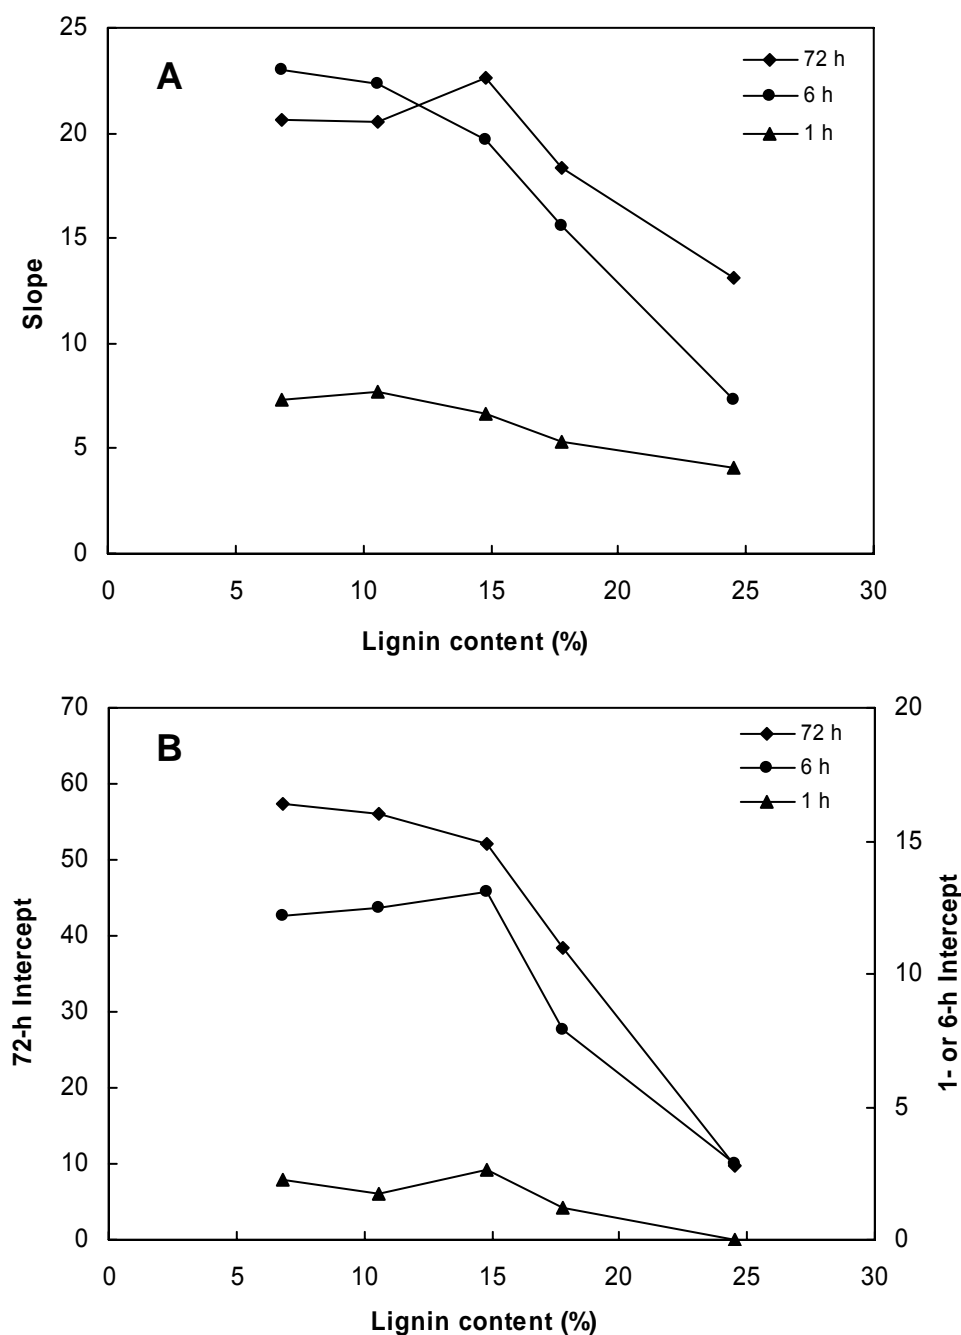 25
A
72 h
6 h
1 h
20
15
10
5
0
Slope
0 5 10 15 20 25 30
Lignin content (%)
70
B
72 h
6 h
1 h
20
60
50
40
30
20
10
0
15
10
5
0
72-h Intercept
1- or 6-h Intercept
0 5 10 15 20 25 30
Lignin content (%)